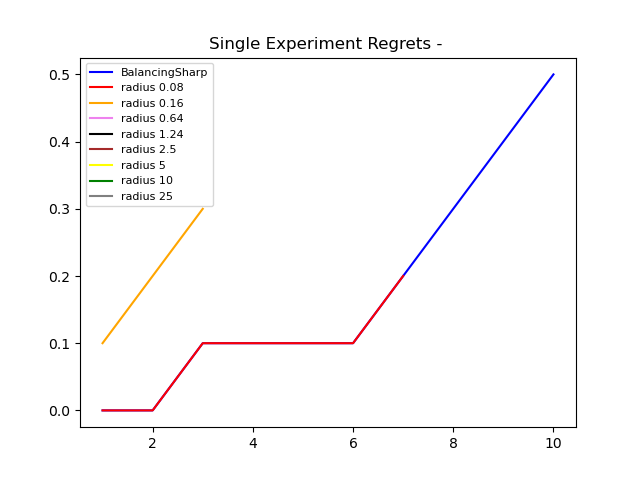 Single Experiment Regrets -
BalancingSharp
radius 0.08
radius 0.16
radius 0.64
radius 1.24
radius 2.5
radius 5
radius 10
radius 25
0.5
0.4
0.3
0.2
0.1
0.0
2 4 6 8 10